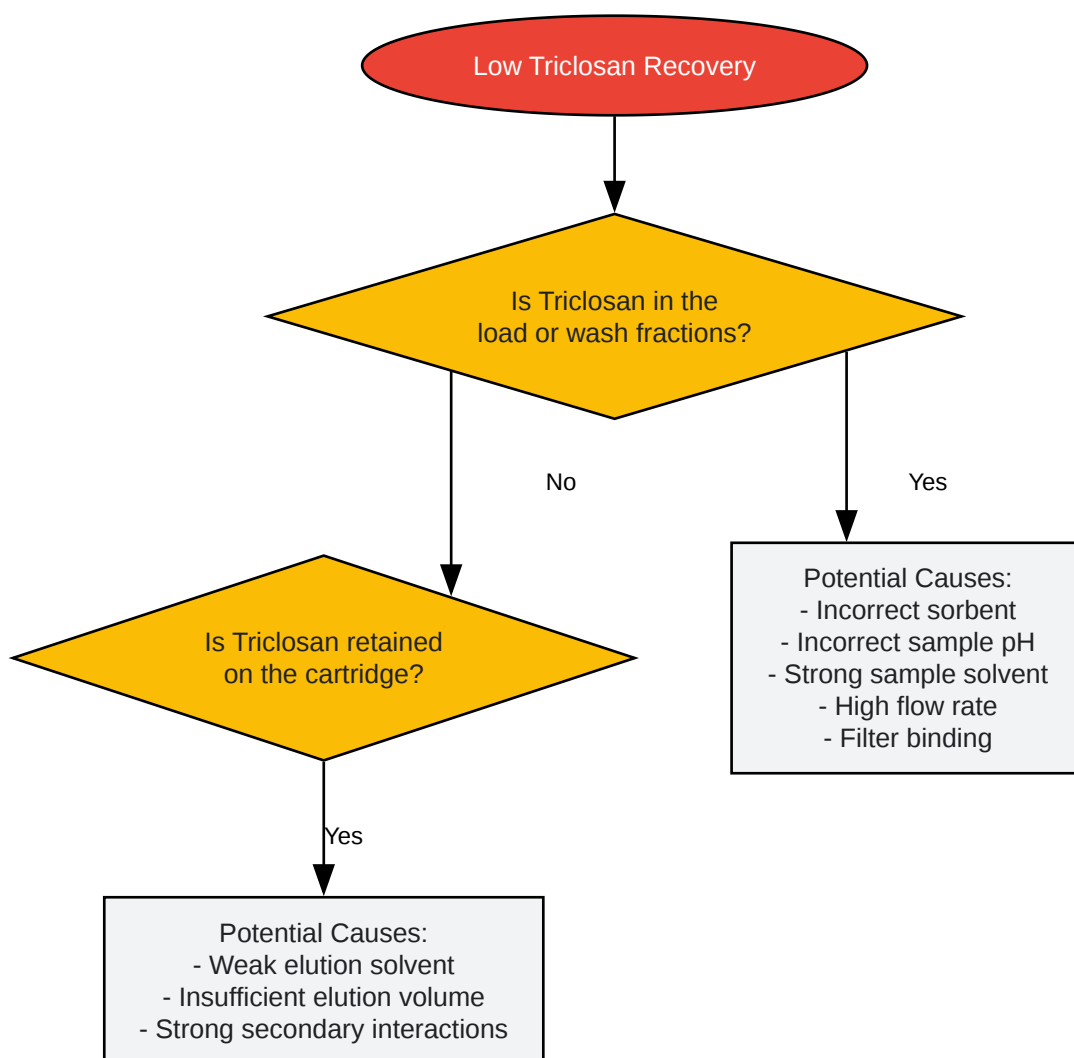 Low Triclosan Recovery
Is Triclosan in the
load or wash fractions?
No
Yes
Potential Causes:
- Incorrect sorbent
- Incorrect sample pH
- Strong sample solvent
- High flow rate
- Filter binding
Is Triclosan retained
on the cartridge?
Yes
Potential Causes:
- Weak elution solvent
- Insufficient elution volume
- Strong secondary interactions